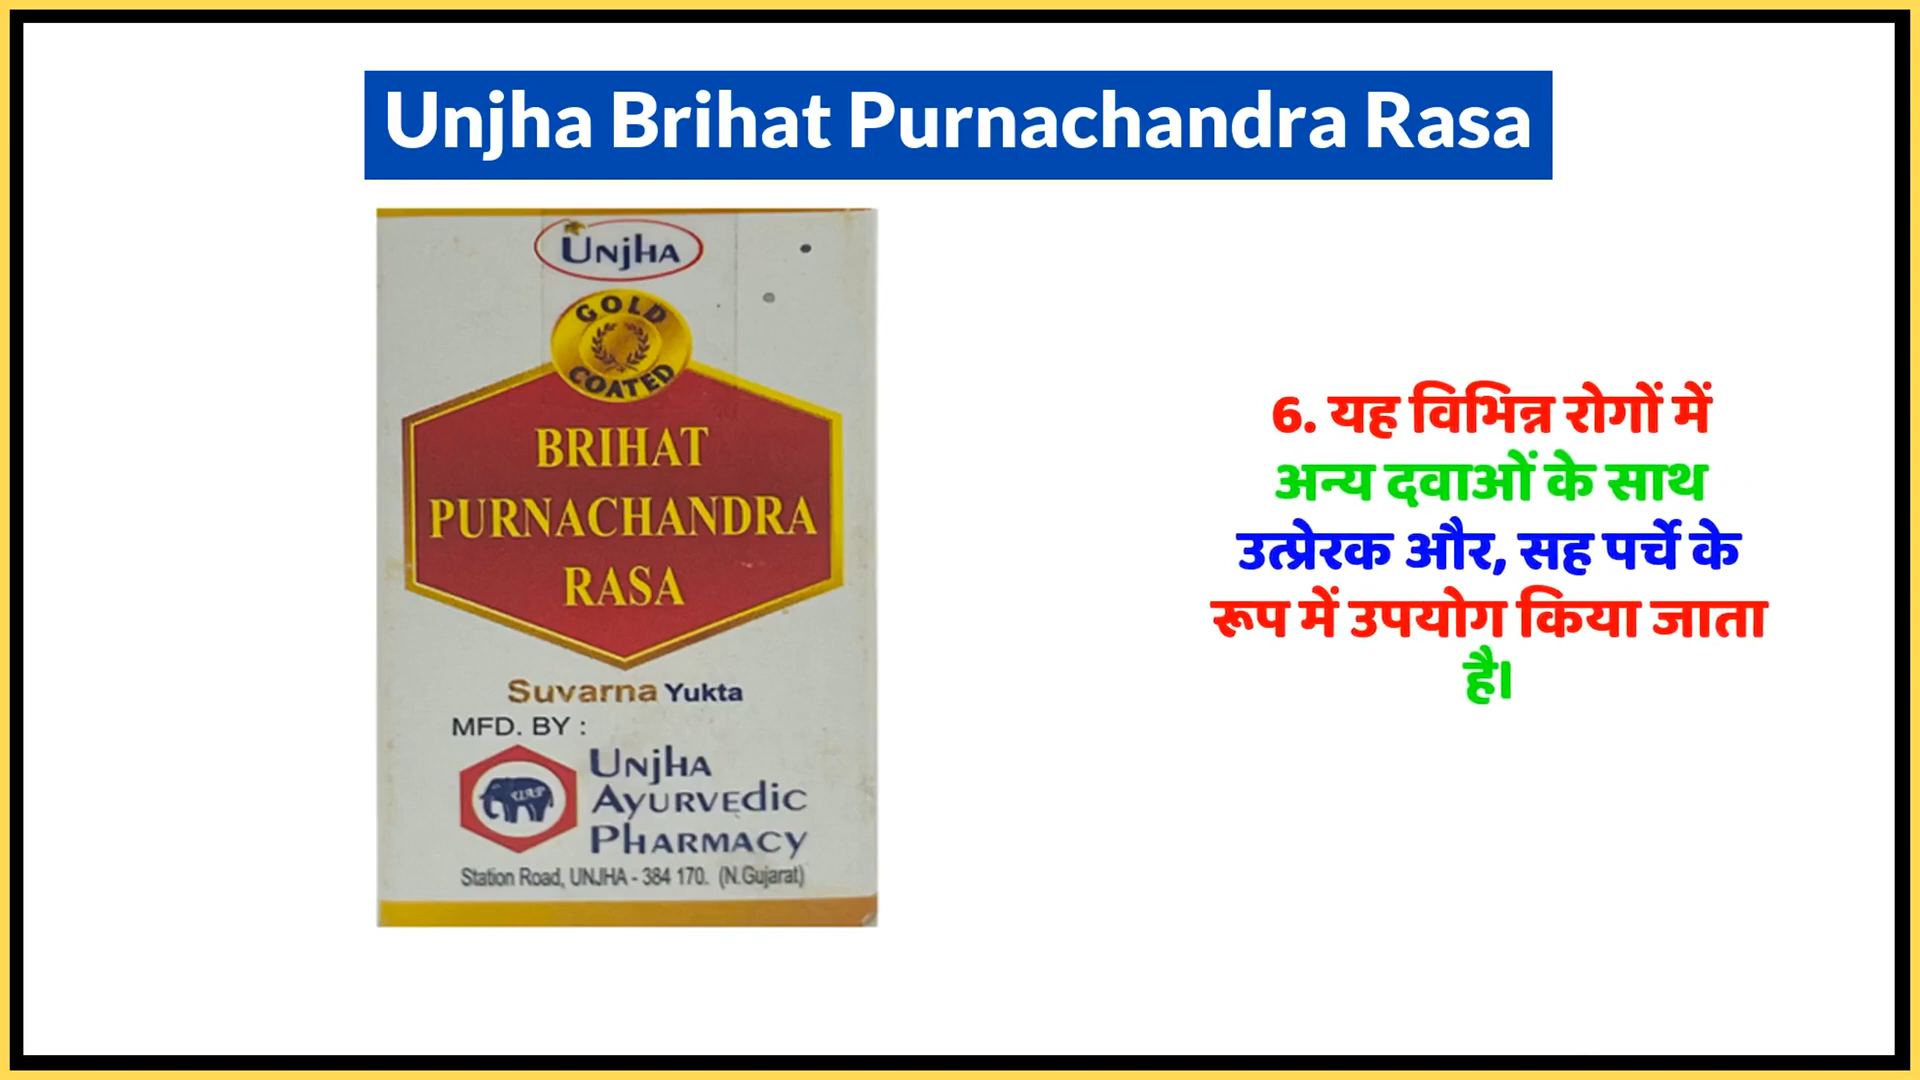 Unjha Brihat Purnachandra Rasa
UNJHA
GOLD
COATED
BRIHAT
PURNACHANDRA
RASA
Suvarna Yukta
MFD. BY :
UNJHA
AYURVEdic
PHARMACY
Station Road, UNJHA - 384 170. (N.Gujarat)
6. यह विभिन्न रोगों में
अन्य दवाओं के साथ
उत्प्रेरक और, सह पर्चे के
रूप में उपयोग किया जाता
है।